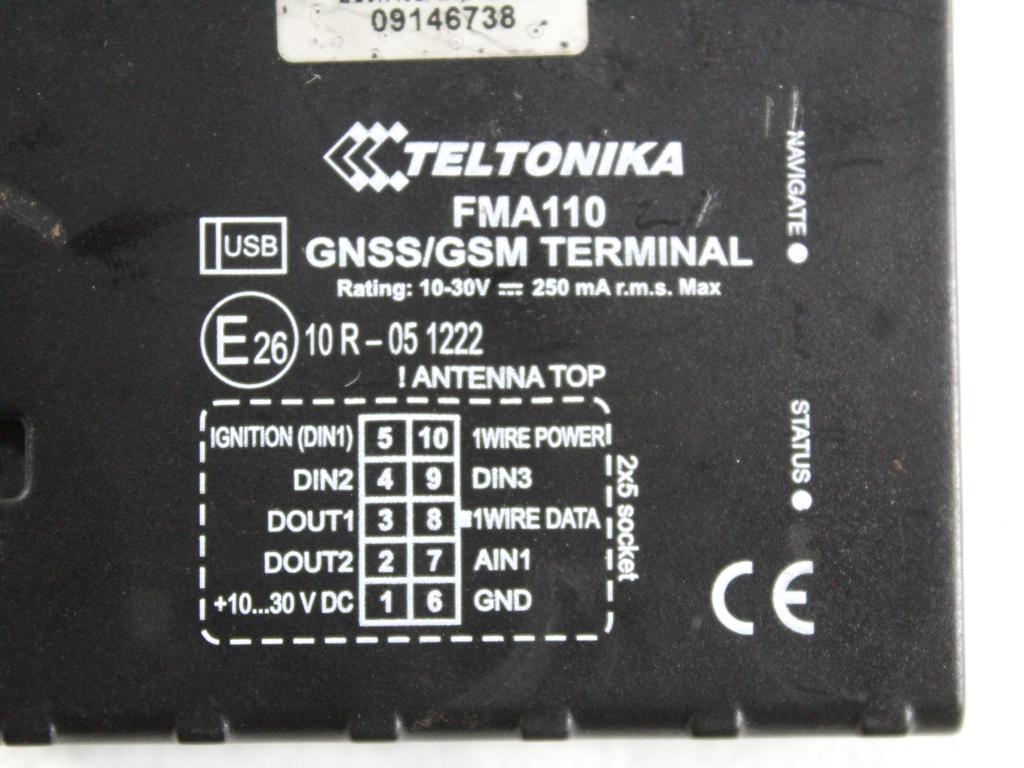 09146738
TELTONIKA
FMA110
USB
GNSS/GSM TERMINAL
Rating: 10-30V ⎓ 250 mA r.m.s. Max
E26 10 R - 05 1222
! ANTENNA TOP
IGNITION (DIN1) 5 10 1WIRE POWER
DIN2 4 9 DIN3
DOUT1 3 8 1WIRE DATA
DOUT2 2 7 AIN1
+10...30 V DC 1 6 GND
2x5 socket
NAVIGATE
STATUS
CE